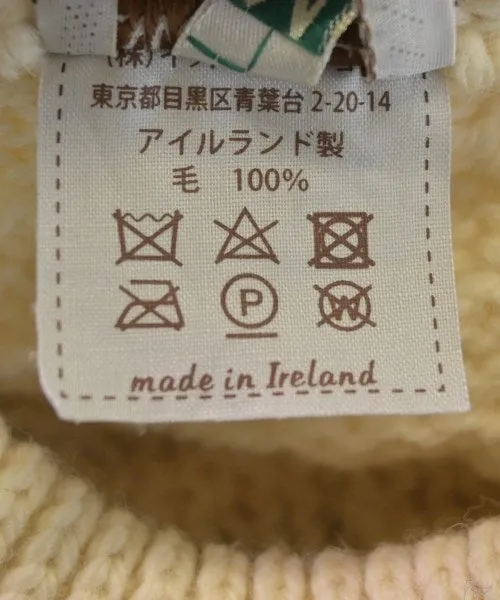 東京都目黒区青葉台 2-20-14
アイルランド製
毛 100%
P
W
made in Ireland